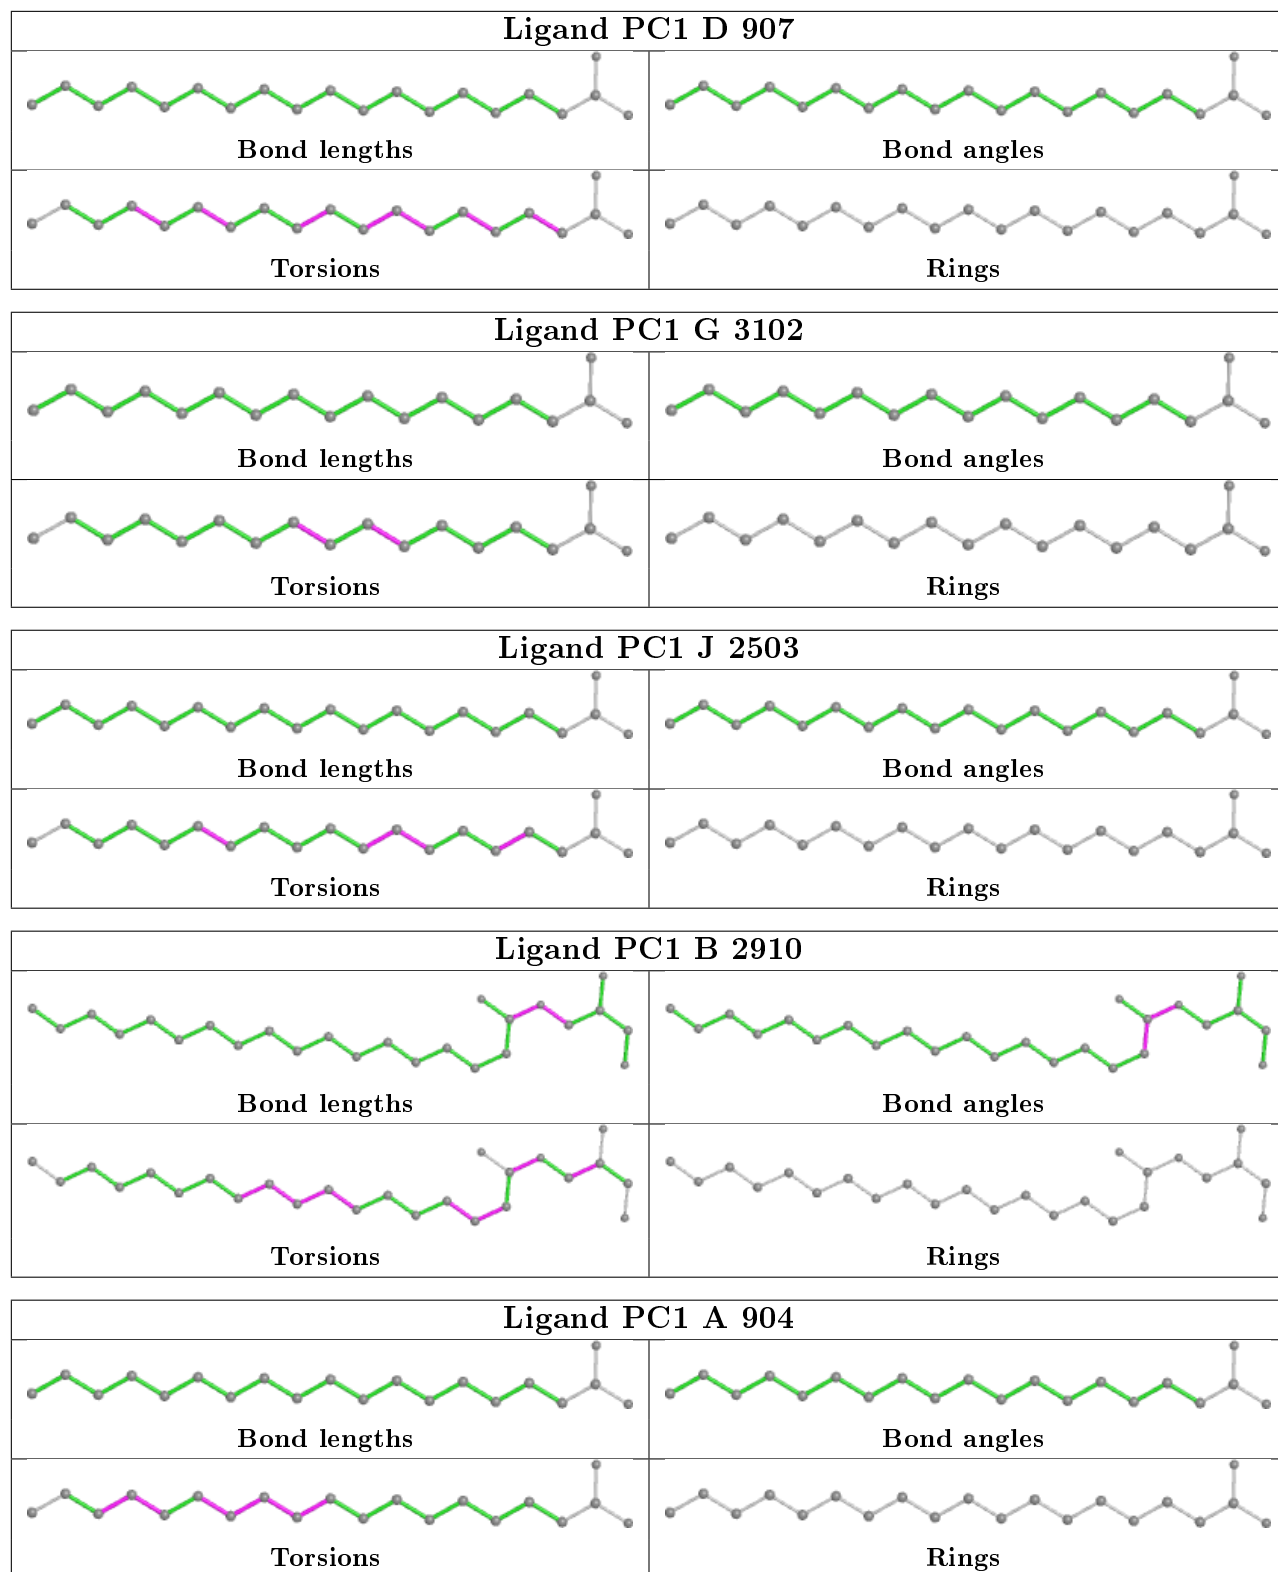 Ligand PC1 D 907
Bond lengths
Bond angles
Torsions
Rings
Ligand PC1 G 3102
Bond lengths
Bond angles
Torsions
Rings
Ligand PC1 J 2503
Bond lengths
Bond angles
Torsions
Rings
Ligand PC1 B 2910
Bond lengths
Bond angles
Torsions
Rings
Ligand PC1 A 904
Bond lengths
Bond angles
Torsions
Rings